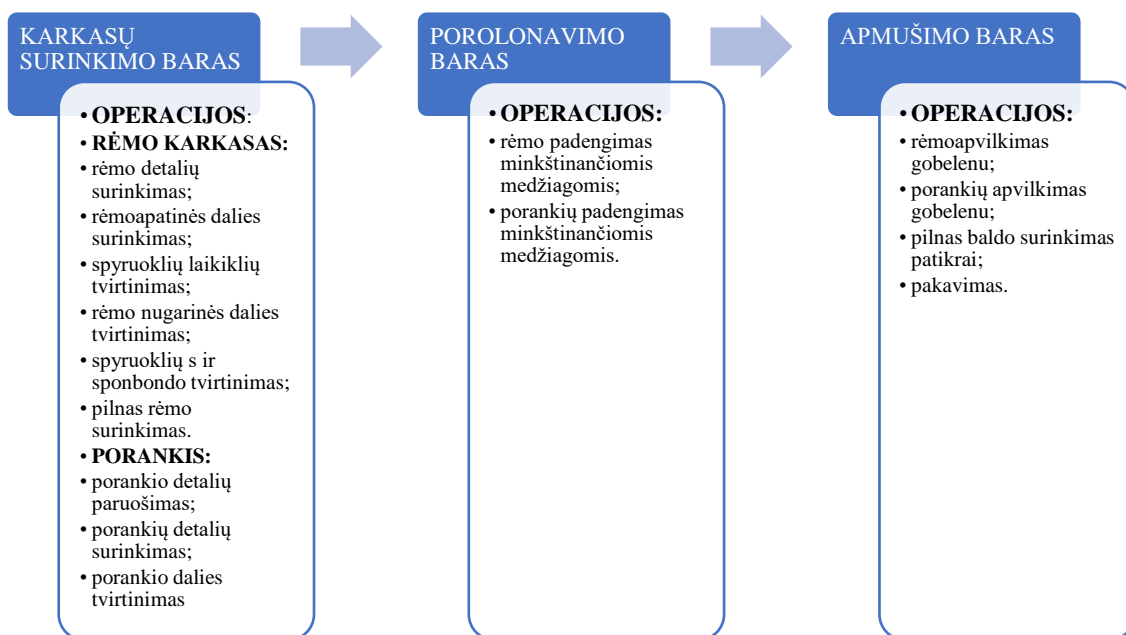 KARKASŲ
SURINKIMO BARAS
• OPERACIJOS:
• RĖMO KARKASAS:
• rėmo detalių
surinkimas;
• rėmoapatinės dalies
surinkimas;
• spyruoklių laikiklių
tvirtinimas;
• rėmo nugarinės dalies
tvirtinimas;
• spyruoklių s ir
sponbondo tvirtinimas;
• pilnas rėmo
surinkimas.
• PORANKIS:
• porankio detalių
paruošimas;
• porankių detalių
surinkimas;
• porankio dalies
tvirtinimas
POROLONAVIMO
BARAS
• OPERACIJOS:
• rėmo padengimas
minkštinančiomis
medžiagomis;
• porankių padengimas
minkštinančiomis
medžiagomis.
APMUŠIMO BARAS
• OPERACIJOS:
• rėmoapvilkimas
gobelenu;
• porankių apvilkimas
gobelenu;
• pilnas baldo surinkimas
patikrai;
• pakavimas.